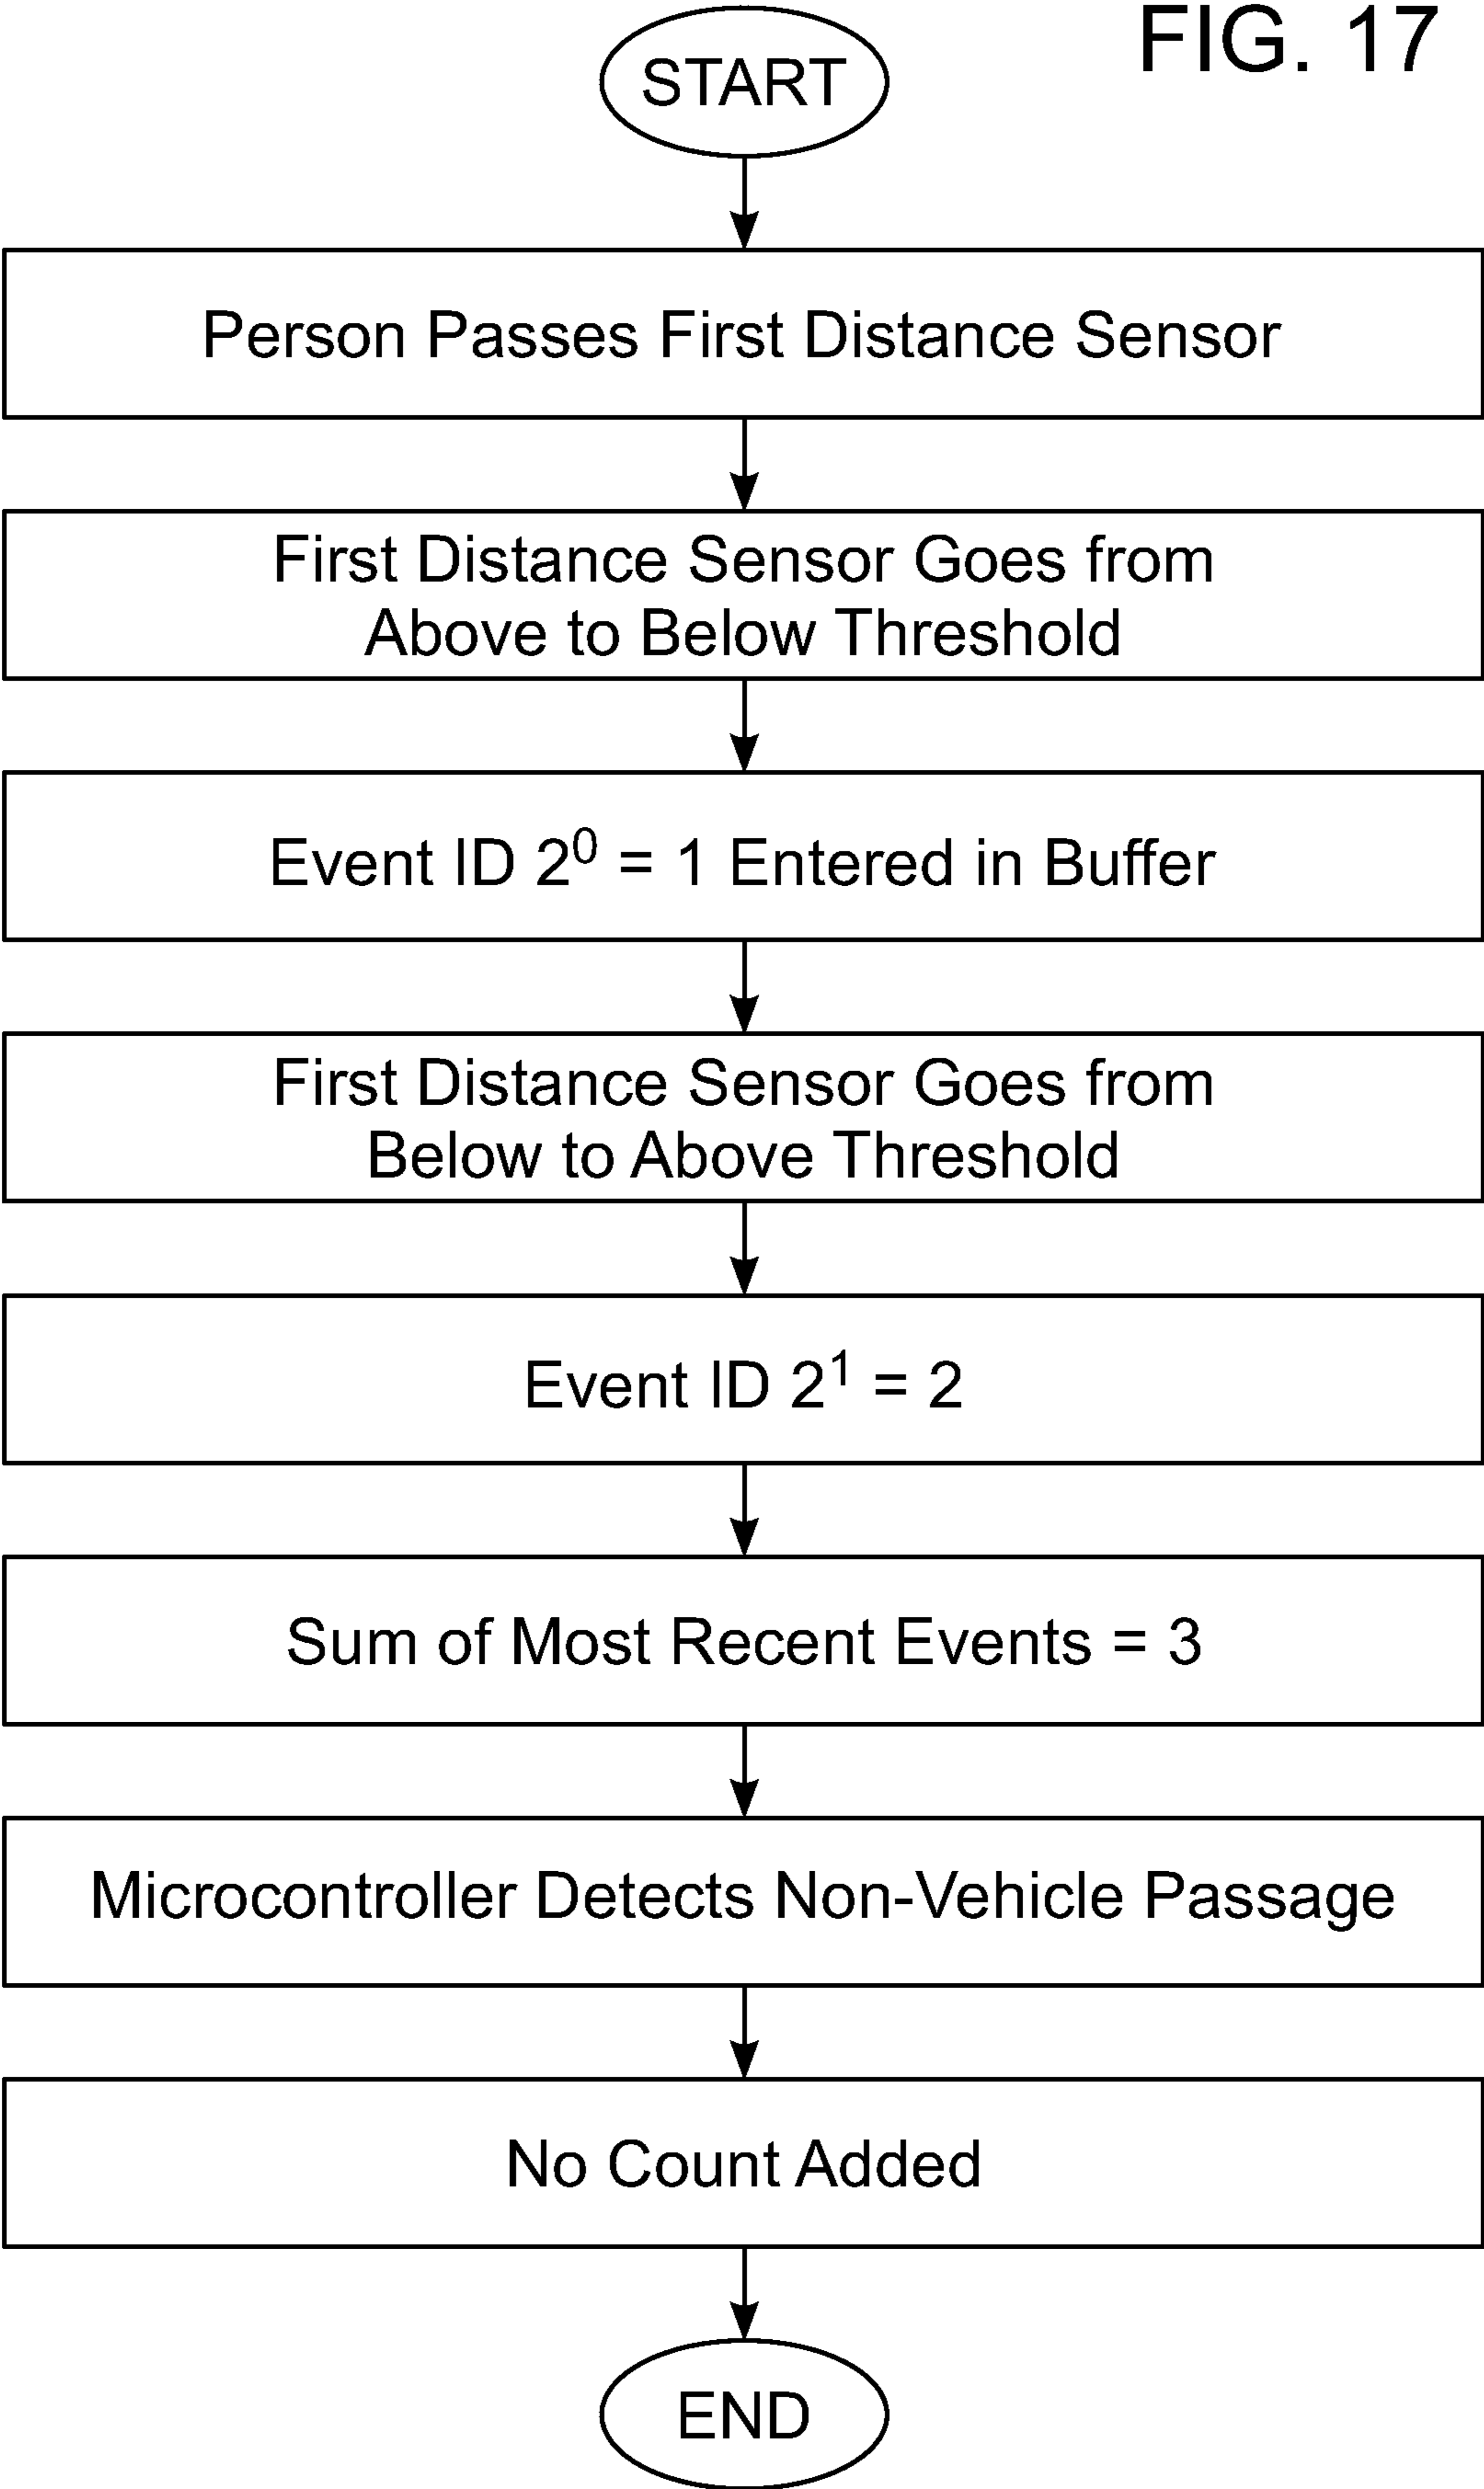 FIG. 17
START
Person Passes First Distance Sensor
First Distance Sensor Goes from
Above to Below Threshold
Event ID 2⁰ = 1 Entered in Buffer
First Distance Sensor Goes from
Below to Above Threshold
Event ID 2¹ = 2
Sum of Most Recent Events = 3
Microcontroller Detects Non-Vehicle Passage
No Count Added
END